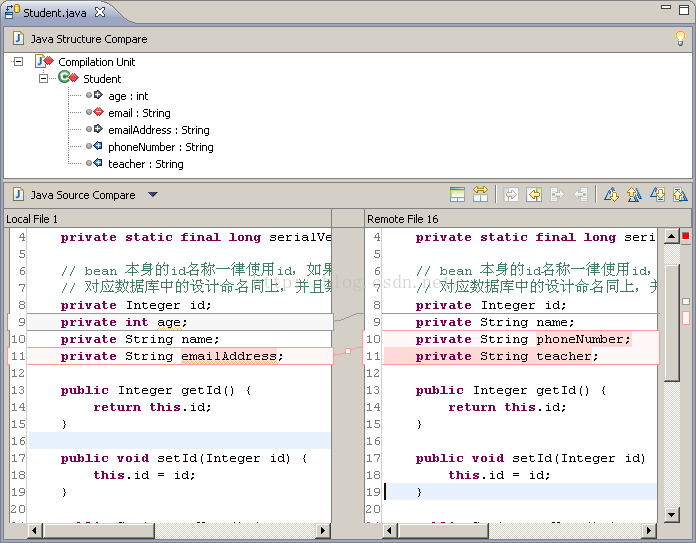 Student.java
Java Structure Compare
Compilation Unit
Student
age : int
email : String
emailAddress : String
phoneNumber : String
teacher : String
Java Source Compare
Local File 1
4 private static final long serialVe
5
6 // bean 本身的id名称一律使用id, 如果
7 // 对应数据库中的设计命名同上, 并且数
8 private Integer id;
9 private int age;
10 private String name;
11 private String emailAddress;
12
13 public Integer getId() {
14 return this.id;
15 }
16
17 public void setId(Integer id) {
18 this.id = id;
19 }
20
Remote File 16
4 private static final long seria
5
6 // bean 本身的id名称一律使用id,
7 // 对应数据库中的设计命名同上, 并
8 private Integer id;
9 private String name;
10 private String phoneNumber;
11 private String teacher;
12
13 public Integer getId() {
14 return this.id;
15 }
16
17 public void setId(Integer id)
18 this.id = id;
19 }